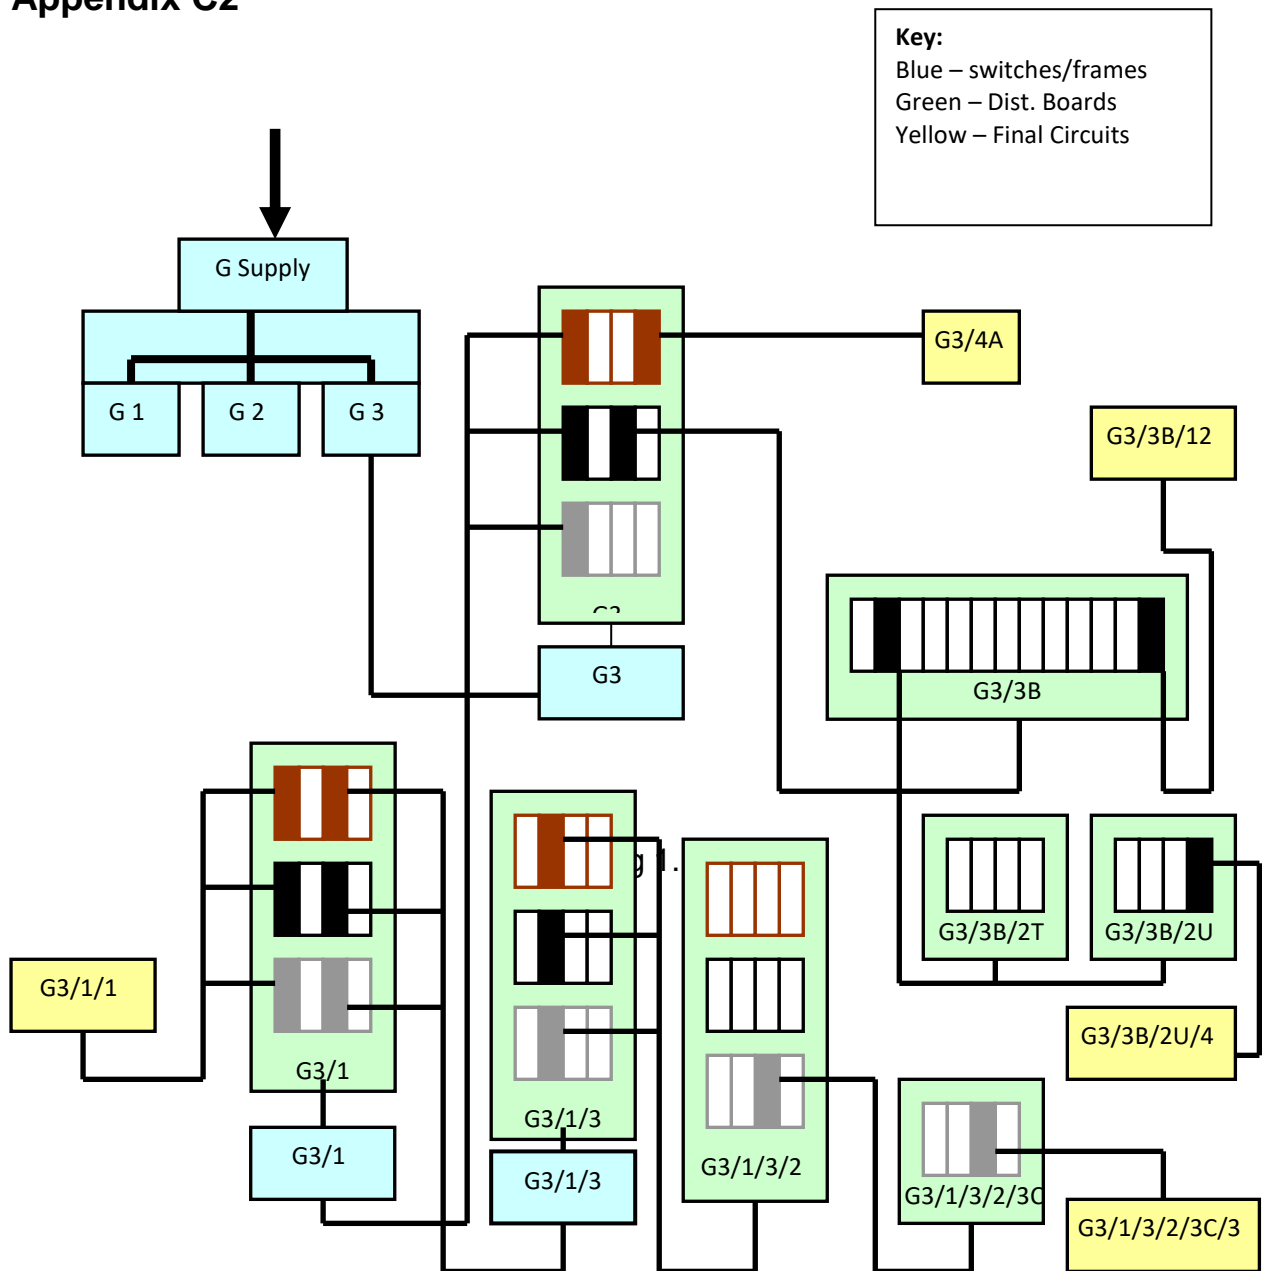 Appendix C2
Key:
Blue – switches/frames
Green – Dist. Boards
Yellow – Final Circuits
G Supply
G 1
G 2
G 3
G3/4A
G3/3B/12
G3
G3/3B
G3/3B/2T
G3/3B/2U
G3/1/1
G3/3B/2U/4
G3/1
G3/1/3
G3/1
G3/1/3
G3/1/3/2
G3/1/3/2/3C
G3/1/3/2/3C/3